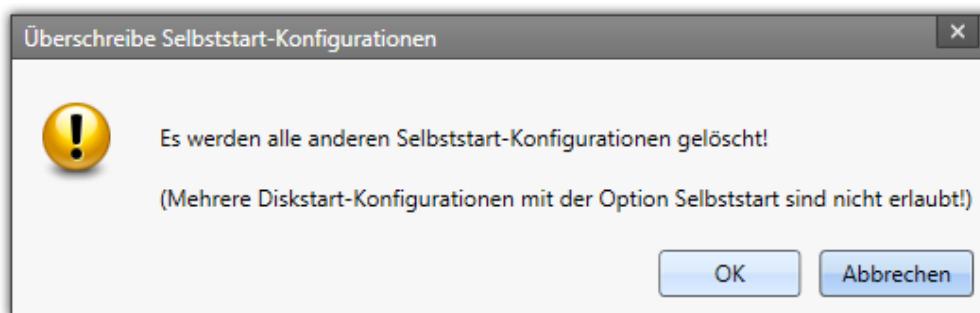 Überschreibe Selbststart-Konfigurationen
Es werden alle anderen Selbststart-Konfigurationen gelöscht!
(Mehrere Diskstart-Konfigurationen mit der Option Selbststart sind nicht erlaubt!)
OK Abbrechen